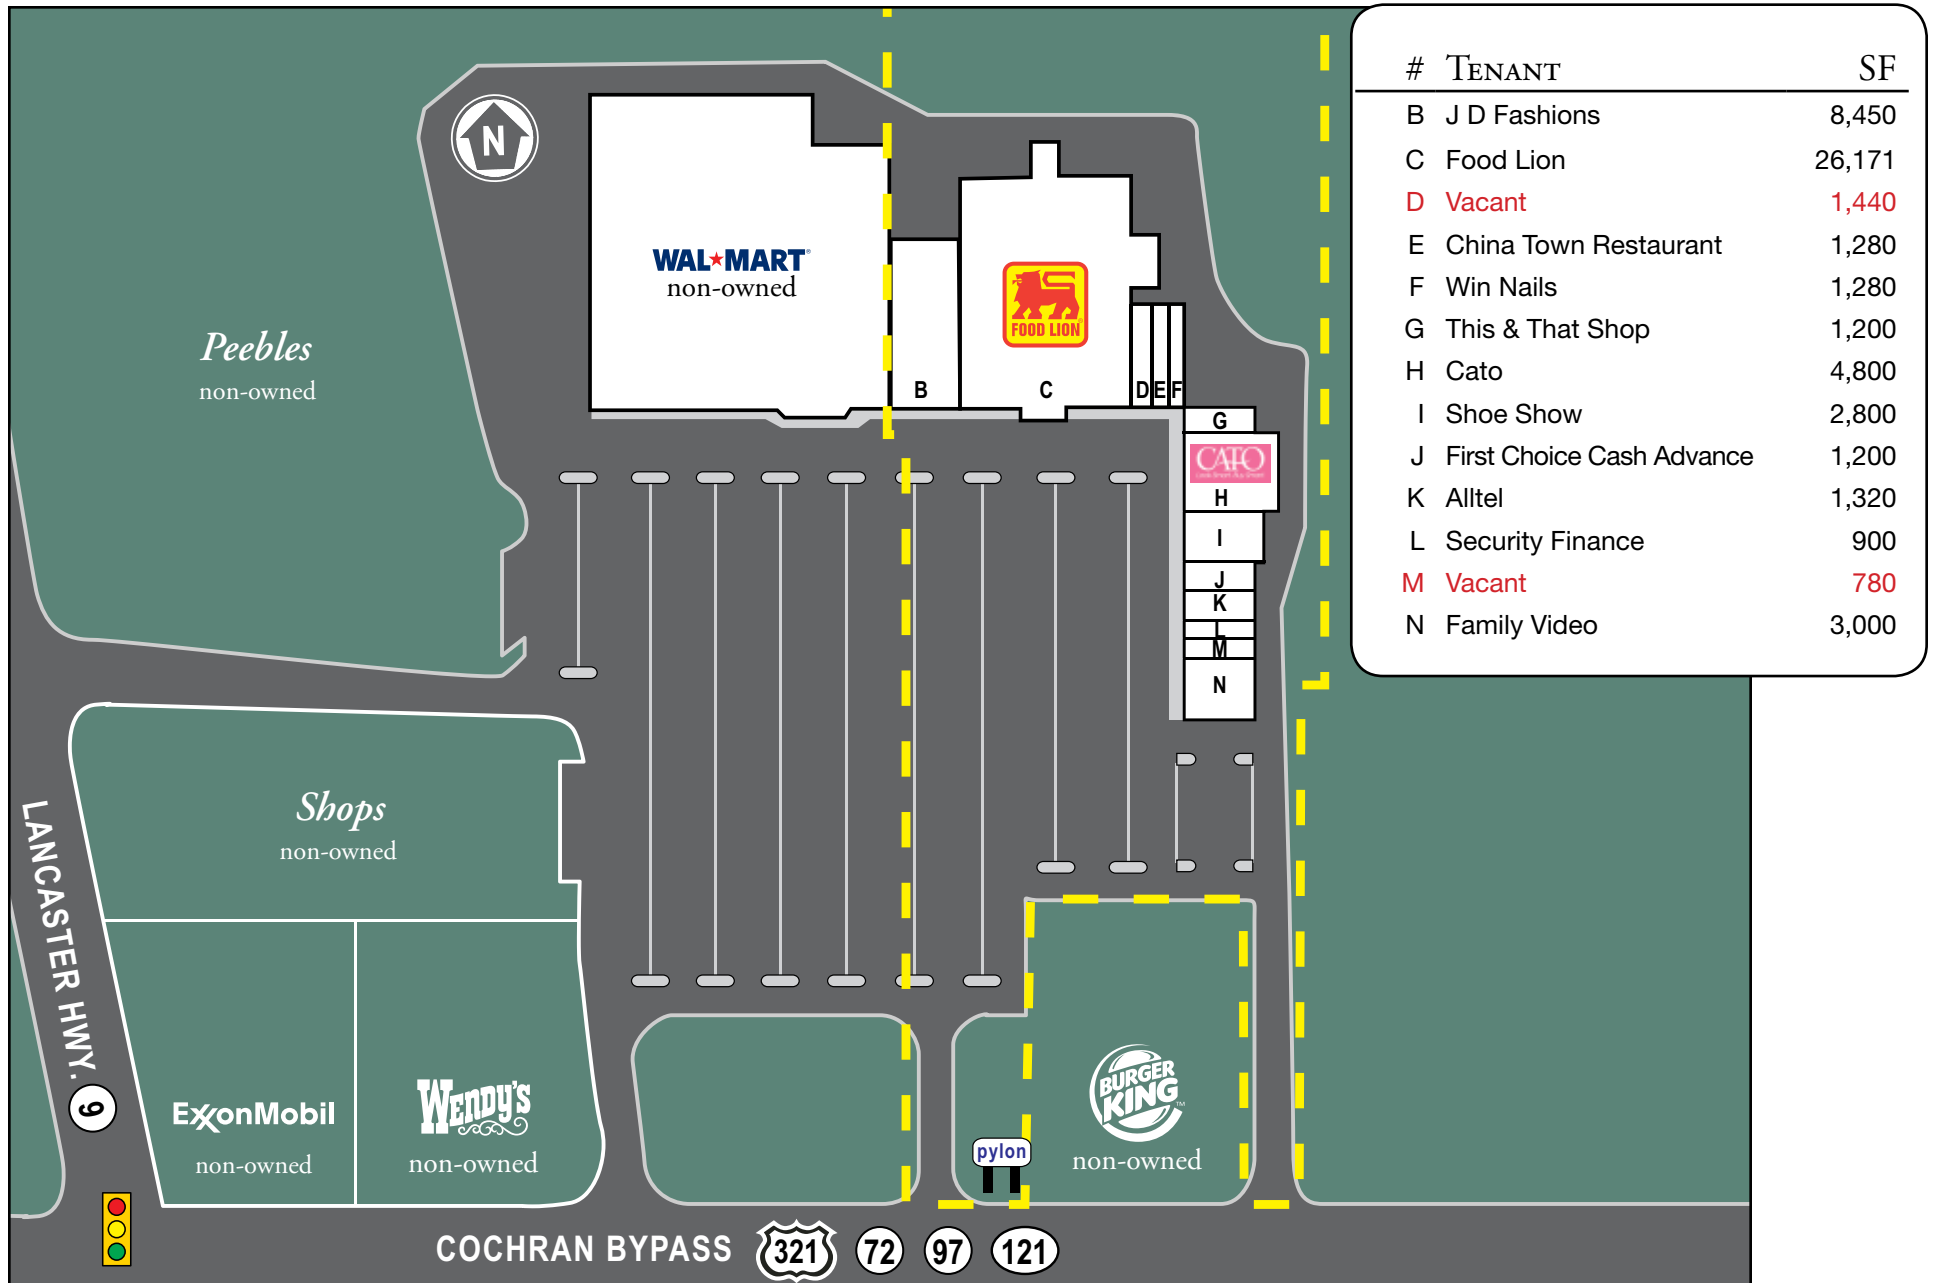 # TENANT SF
B J D Fashions 8,450
C Food Lion 26,171
D Vacant 1,440
E China Town Restaurant 1,280
F Win Nails 1,280
G This & That Shop 1,200
H Cato 4,800
I Shoe Show 2,800
J First Choice Cash Advance 1,200
K Alltel 1,320
L Security Finance 900
M Vacant 780
N Family Video 3,000
N
WAL★MART®
non-owned
FOOD LION
B
C
D E F
G
CATO
H
I
J
K
L
M
N
Peebles
non-owned
Shops
non-owned
LANCASTER HWY.
9
ExxonMobil
non-owned
WENDY'S
non-owned
pylon
BURGER
KING™
non-owned
COCHRAN BYPASS 321 72 97 121